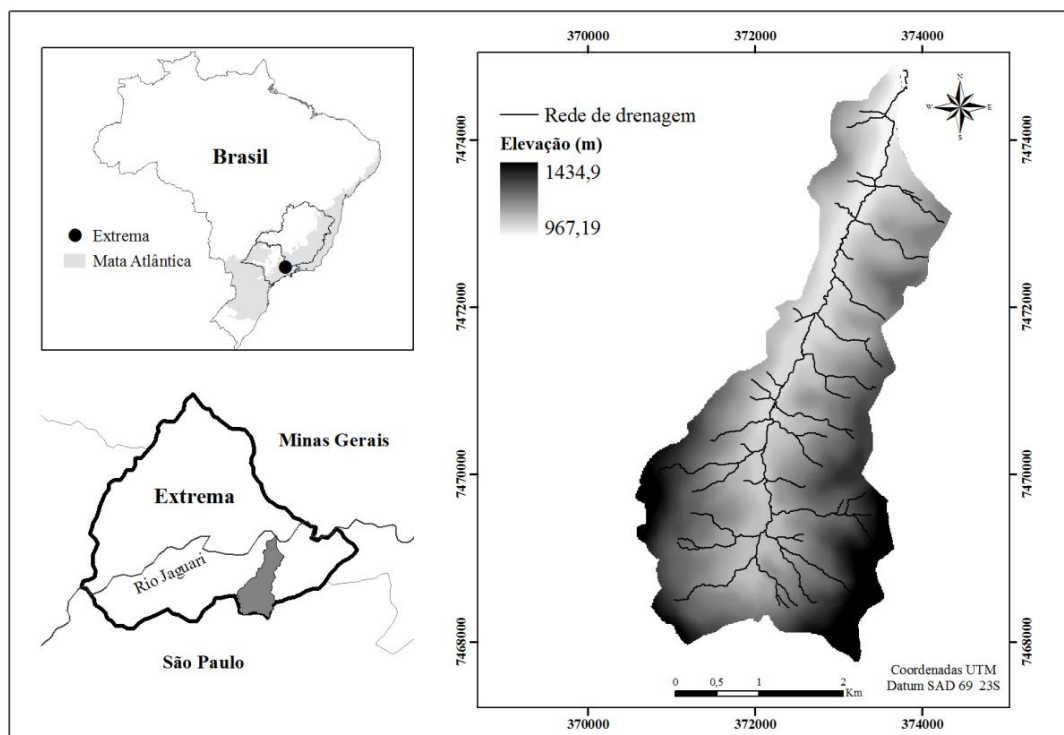 Brasil
Extrema
Mata Atlântica
Minas Gerais
Extrema
Rio Jaguari
São Paulo
370000
372000
374000
N
W
E
S
Rede de drenagem
Elevação (m)
1434,9
967,19
7474000
7474000
7472000
7472000
7470000
7470000
7468000
7468000
Coordenadas UTM
Datum SAD 69 23S
0
0,5
1
2
Km
370000
372000
374000